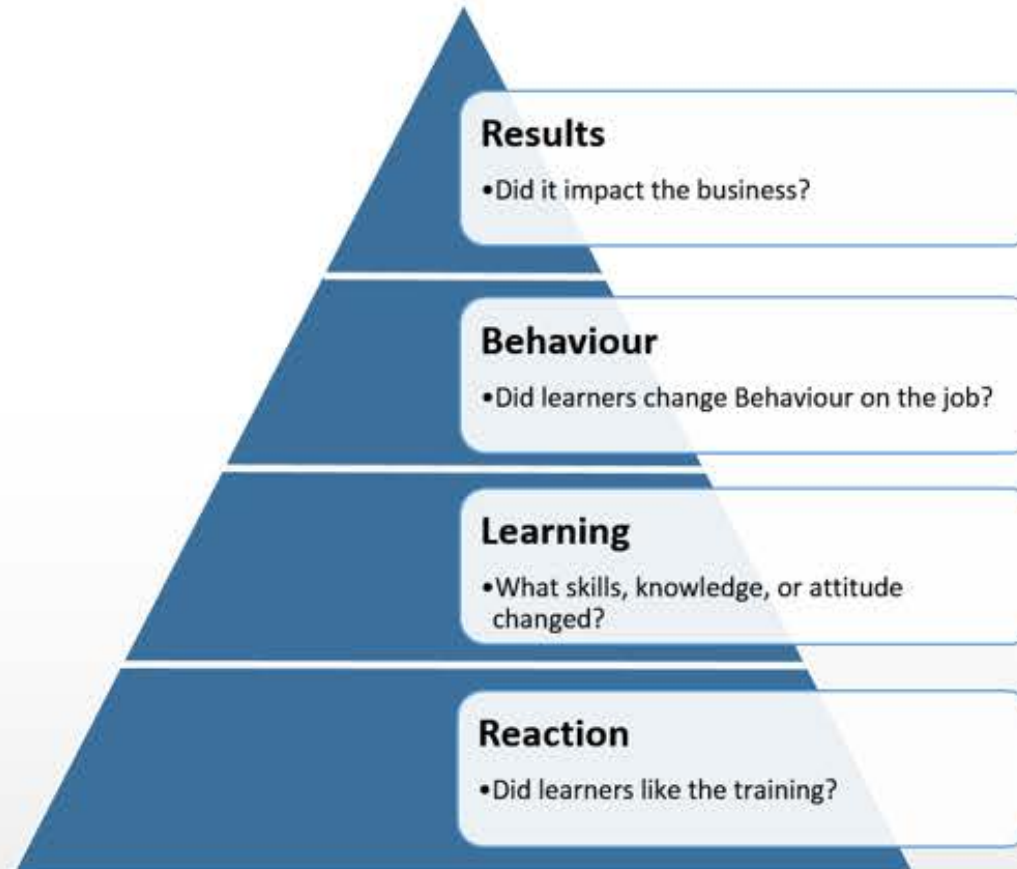 Results
•Did it impact the business?
Behaviour
•Did learners change Behaviour on the job?
Learning
•What skills, knowledge, or attitude
changed?
Reaction
•Did learners like the training?